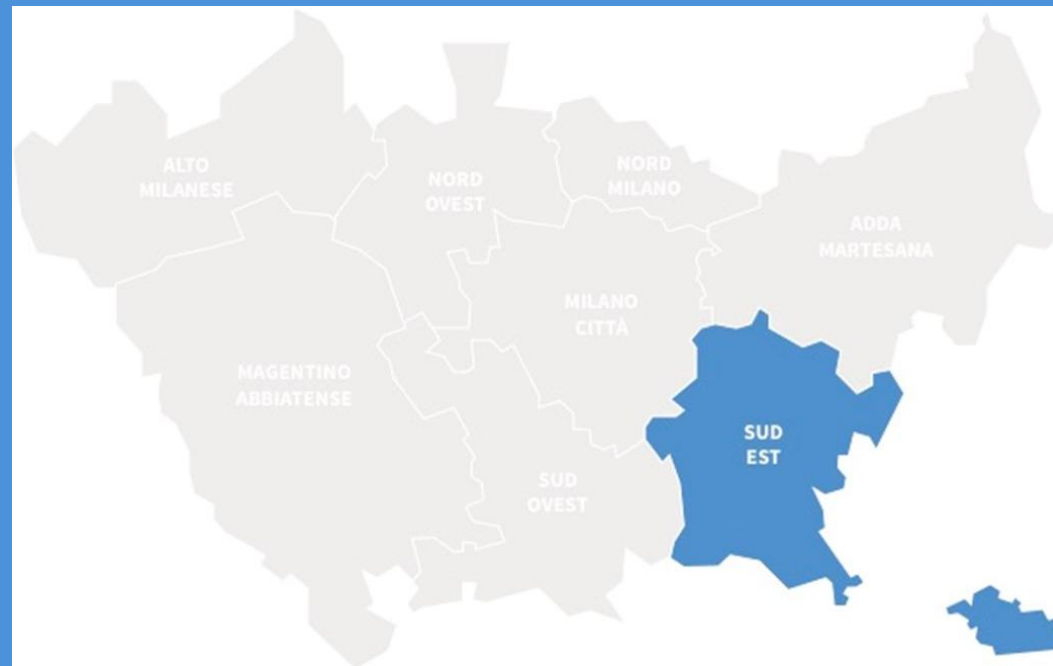 ALTO
MILANESE
NORD
OVEST
NORD
MILANO
ADDA
MARTESANA
MILANO
CITTÀ
MAGENTINO
ABBIATENSE
SUD
EST
SUD
OVEST